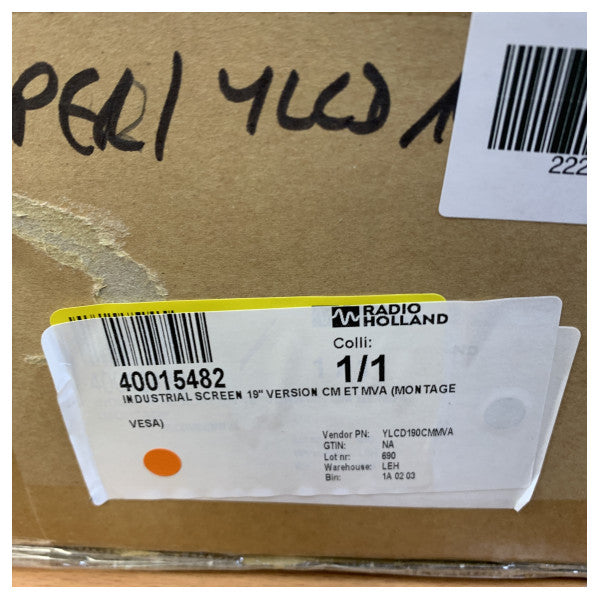 PER/ YLCD 1
222
RADIO
HOLLAND
Colli:
1/1
40015482
INDUSTRIAL SCREEN 19" VERSION CM ET MVA (MONTAGE
VESA)
Vendor PN: YLCD190CMMVA
GTIN: NA
Lot nr: 690
Warehouse: LEH
Bin: 1A 02 03